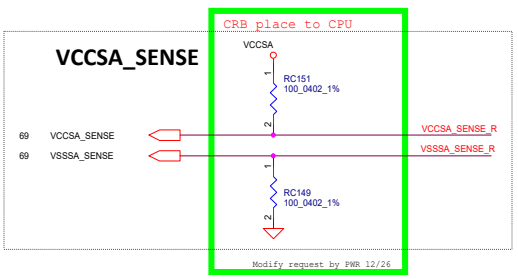 CRB place to CPU
VCCSA_SENSE
VCCSA
1
RC151
100_0402_1%
2
69 VCCSA_SENSE VCCSA_SENSE_R
69 VSSSA_SENSE VSSSA_SENSE_R
1
RC149
100_0402_1%
2
Modify request by PWR 12/26